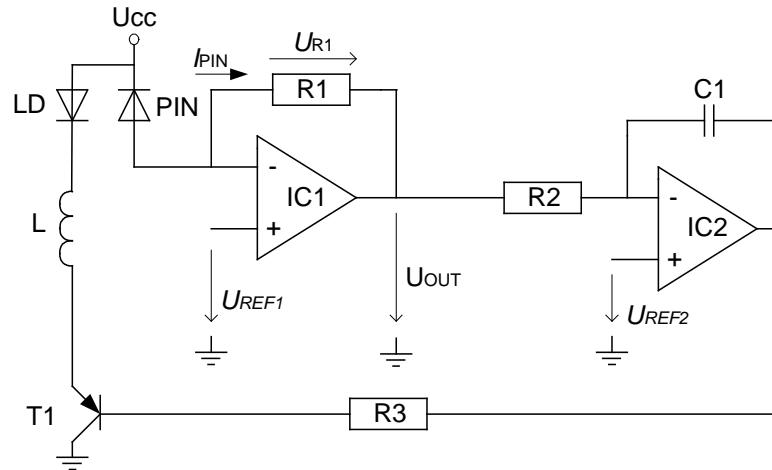 Ucc
IPIN
UR1
LD
PIN
R1
C1
-
IC1
+
R2
-
IC2
+
L
UREF1
UOUT
UREF2
T1
R3